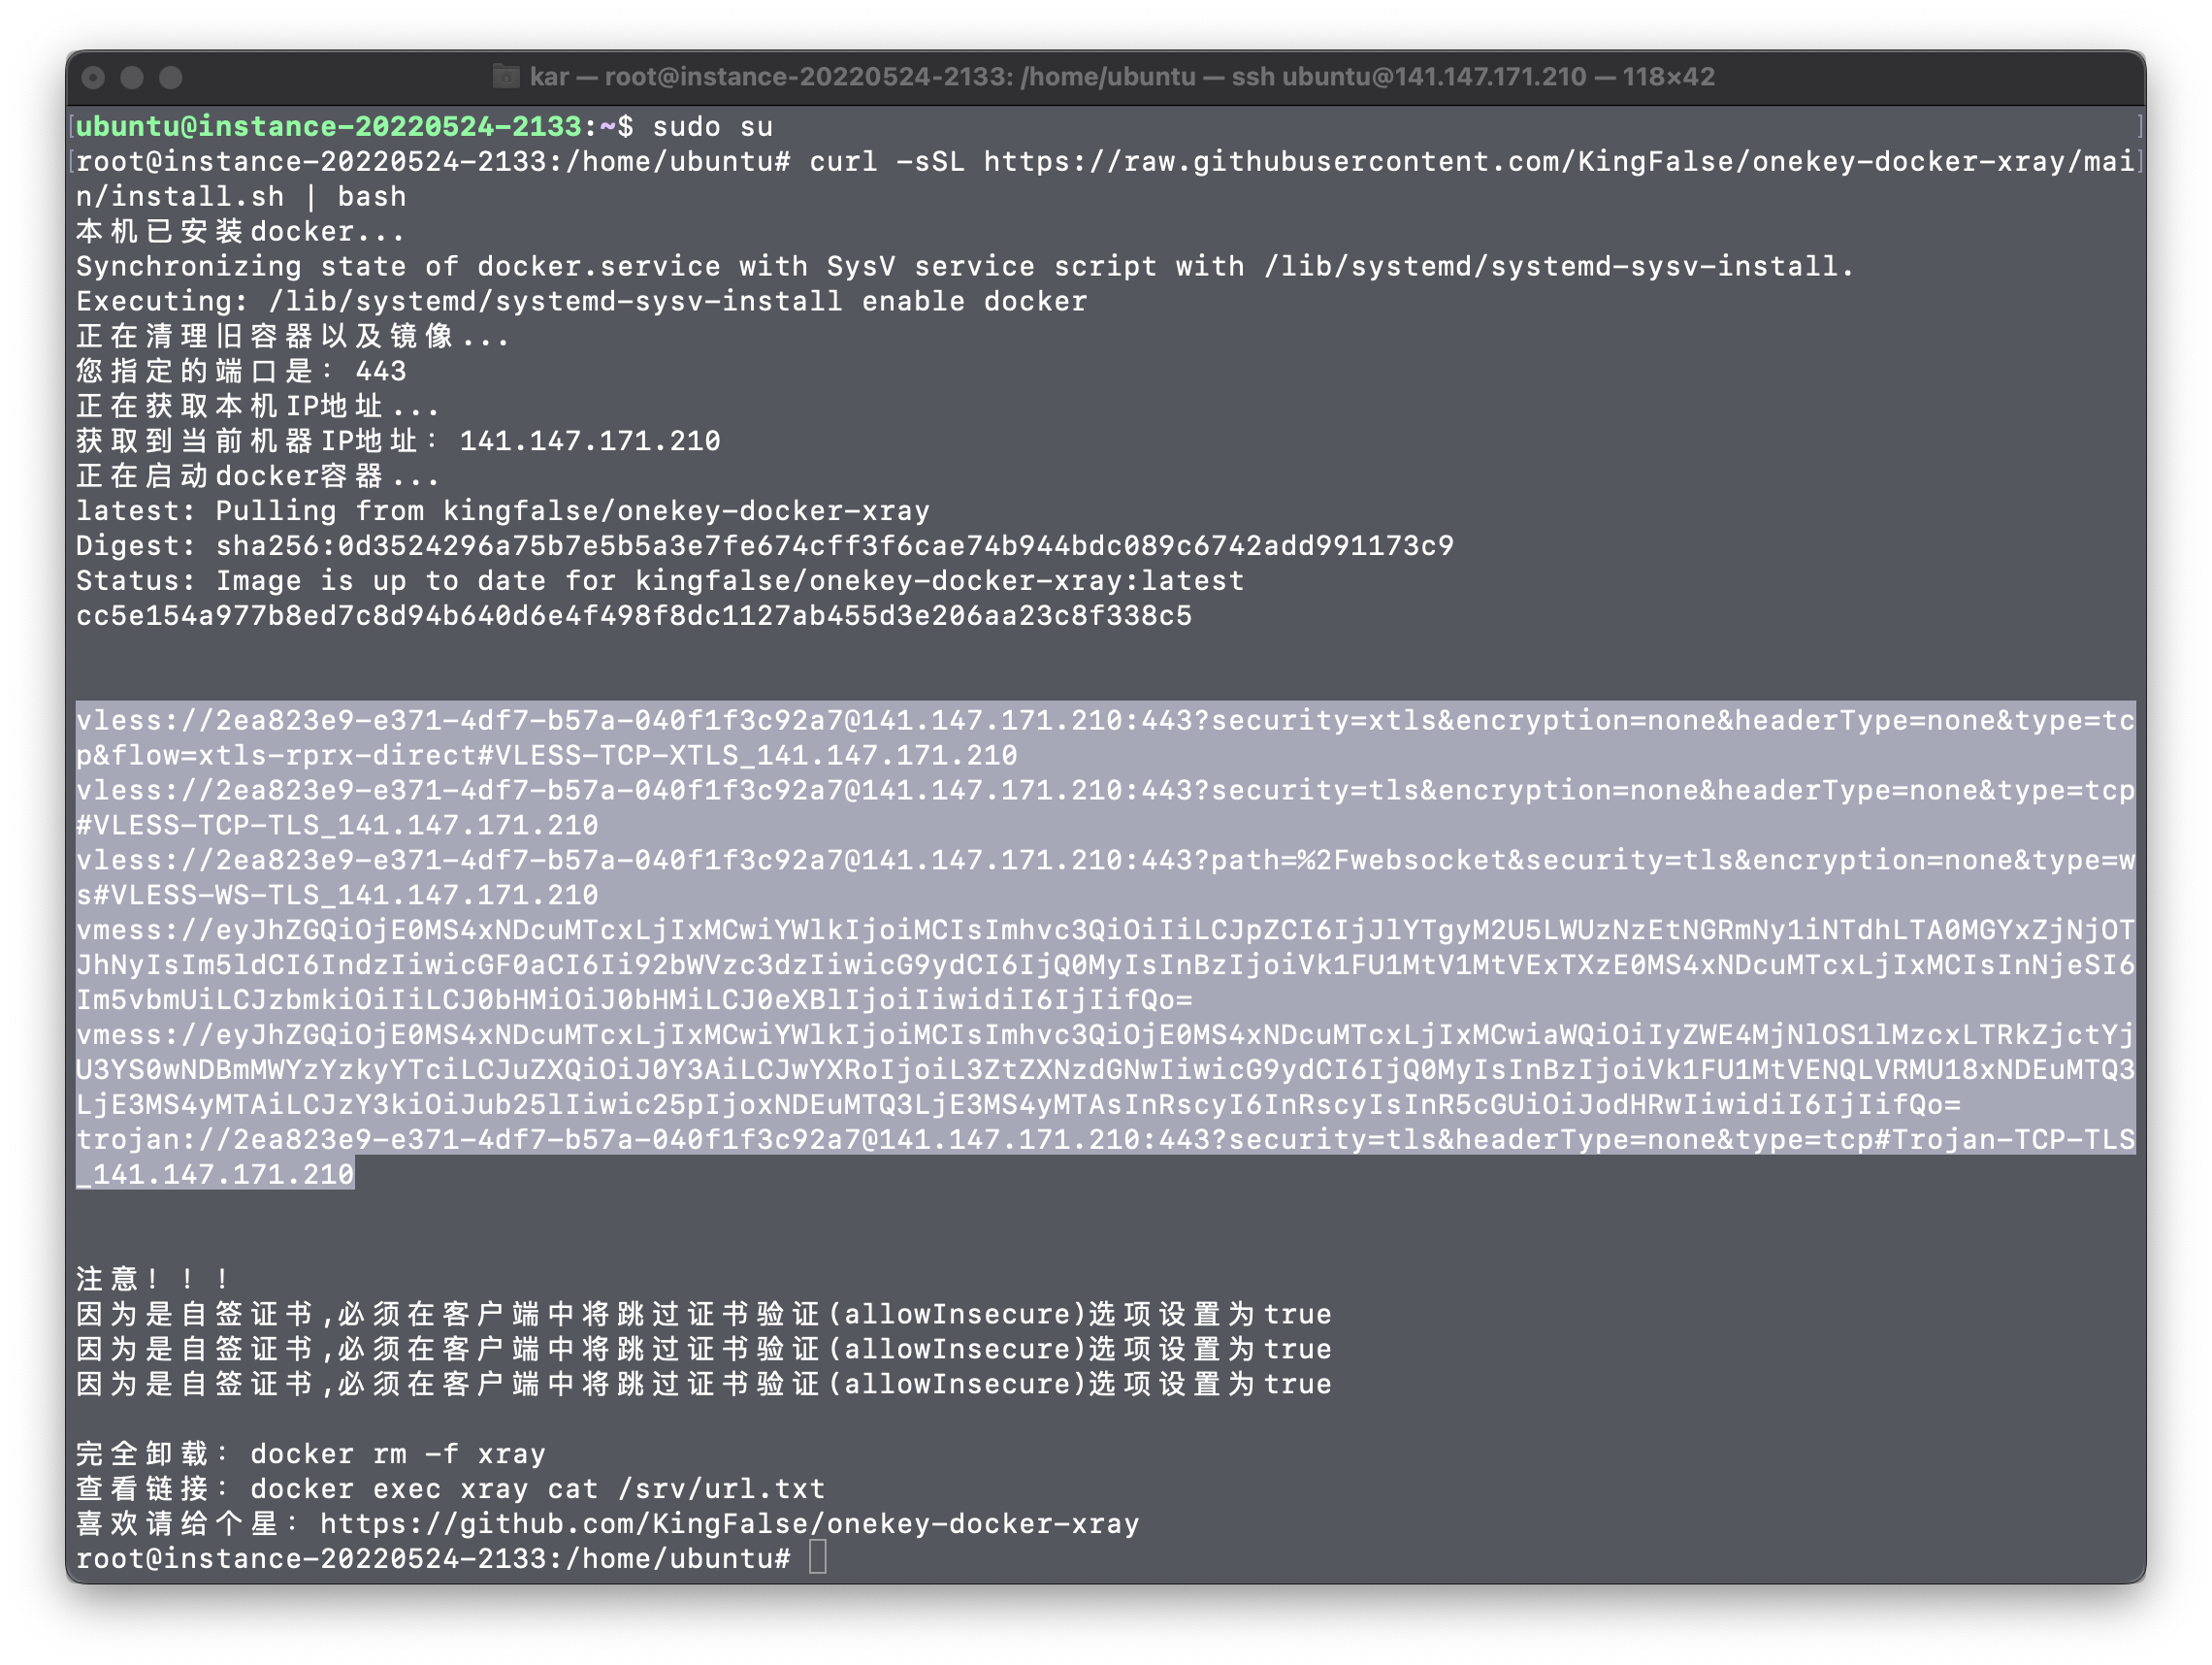 kar — root@instance-20220524-2133: /home/ubuntu — ssh ubuntu@141.147.171.210 — 118×42
[ubuntu@instance-20220524-2133:~$ sudo su ]
[root@instance-20220524-2133:/home/ubuntu# curl -sSL https://raw.githubusercontent.com/KingFalse/onekey-docker-xray/mai]
n/install.sh | bash
本机已安装docker...
Synchronizing state of docker.service with SysV service script with /lib/systemd/systemd-sysv-install.
Executing: /lib/systemd/systemd-sysv-install enable docker
正在清理旧容器以及镜像...
您指定的端口是: 443
正在获取本机IP地址...
获取到当前机器IP地址: 141.147.171.210
正在启动docker容器...
latest: Pulling from kingfalse/onekey-docker-xray
Digest: sha256:0d3524296a75b7e5b5a3e7fe674cff3f6cae74b944bdc089c6742add991173c9
Status: Image is up to date for kingfalse/onekey-docker-xray:latest
cc5e154a977b8ed7c8d94b640d6e4f498f8dc1127ab455d3e206aa23c8f338c5
vless://2ea823e9-e371-4df7-b57a-040f1f3c92a7@141.147.171.210:443?security=xtls&encryption=none&headerType=none&type=tc
p&flow=xtls-rprx-direct#VLESS-TCP-XTLS_141.147.171.210
vless://2ea823e9-e371-4df7-b57a-040f1f3c92a7@141.147.171.210:443?security=tls&encryption=none&headerType=none&type=tcp
#VLESS-TCP-TLS_141.147.171.210
vless://2ea823e9-e371-4df7-b57a-040f1f3c92a7@141.147.171.210:443?path=%2Fwebsocket&security=tls&encryption=none&type=w
s#VLESS-WS-TLS_141.147.171.210
vmess://eyJhZGQiOjE0MS4xNDcuMTcxLjIxMCwiYWlkIjoiMCIsImhvc3QiOiIiLCJpZCI6IjJlYTgyM2U5LWUzNzEtNGRmNy1iNTdhLTA0MGYxZjNjOT
JhNyIsIm5ldCI6IndzIiwicGF0aCI6Ii92bWVzc3dzIiwicG9ydCI6IjQ0MyIsInBzIjoiVk1FU1MtV1MtVExTXzE0MS4xNDcuMTcxLjIxMCIsInNjeSI6
Im5vbmUiLCJzbmkiOiIiLCJ0bHMiOiJ0bHMiLCJ0eXBlIjoiIiwidiI6IjIifQo=
vmess://eyJhZGQiOjE0MS4xNDcuMTcxLjIxMCwiYWlkIjoiMCIsImhvc3QiOjE0MS4xNDcuMTcxLjIxMCwiaWQiOiIyZWE4MjNlOS1lMzcxLTRkZjctYj
U3YS0wNDBmMWYzYzkyYTciLCJuZXQiOiJ0Y3AiLCJwYXRoIjoiL3ZtZXNzdGNwIiwicG9ydCI6IjQ0MyIsInBzIjoiVk1FU1MtVENQLVRMU18xNDEuMTQ3
LjE3MS4yMTAiLCJzY3kiOiJub25lIiwic25pIjoxNDEuMTQ3LjE3MS4yMTAsInRscyI6InRscyIsInR5cGUiOiJodHRwIiwidiI6IjIifQo=
trojan://2ea823e9-e371-4df7-b57a-040f1f3c92a7@141.147.171.210:443?security=tls&headerType=none&type=tcp#Trojan-TCP-TLS
_141.147.171.210
注意！！！
因为是自签证书,必须在客户端中将跳过证书验证(allowInsecure)选项设置为true
因为是自签证书,必须在客户端中将跳过证书验证(allowInsecure)选项设置为true
因为是自签证书,必须在客户端中将跳过证书验证(allowInsecure)选项设置为true
完全卸载: docker rm -f xray
查看链接: docker exec xray cat /srv/url.txt
喜欢请给个星: https://github.com/KingFalse/onekey-docker-xray
root@instance-20220524-2133:/home/ubuntu#